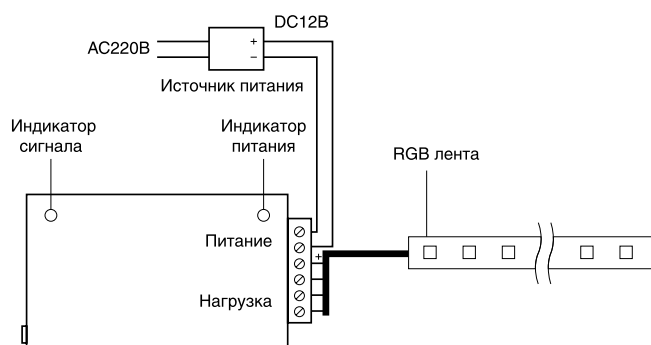 DC12В
AC220В
+
−
Источник питания
Индикатор
сигнала
Индикатор
питания
RGB лента
Питание
+
Нагрузка